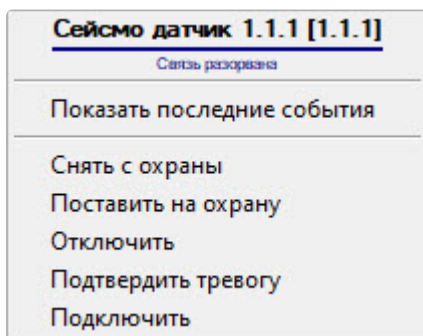 Сейсмо датчик 1.1.1 [1.1.1]
Связь разорвана
Показать последние события
Снять с охраны
Поставить на охрану
Отключить
Подтвердить тревогу
Подключить